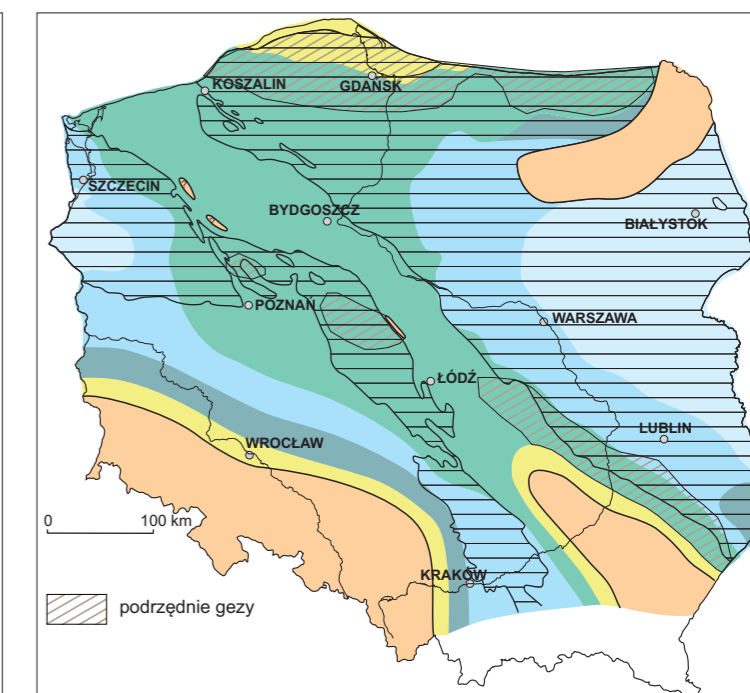 KOSZALIN
GDAŃSK
SZCZECIN
BYDGOSZCZ
BIAŁYSTOK
POZNAŃ
WARSZAWA
ŁÓDŹ
LUBLIN
WROCŁAW
0 100 km
KRAKÓW
podrzędnie gezy